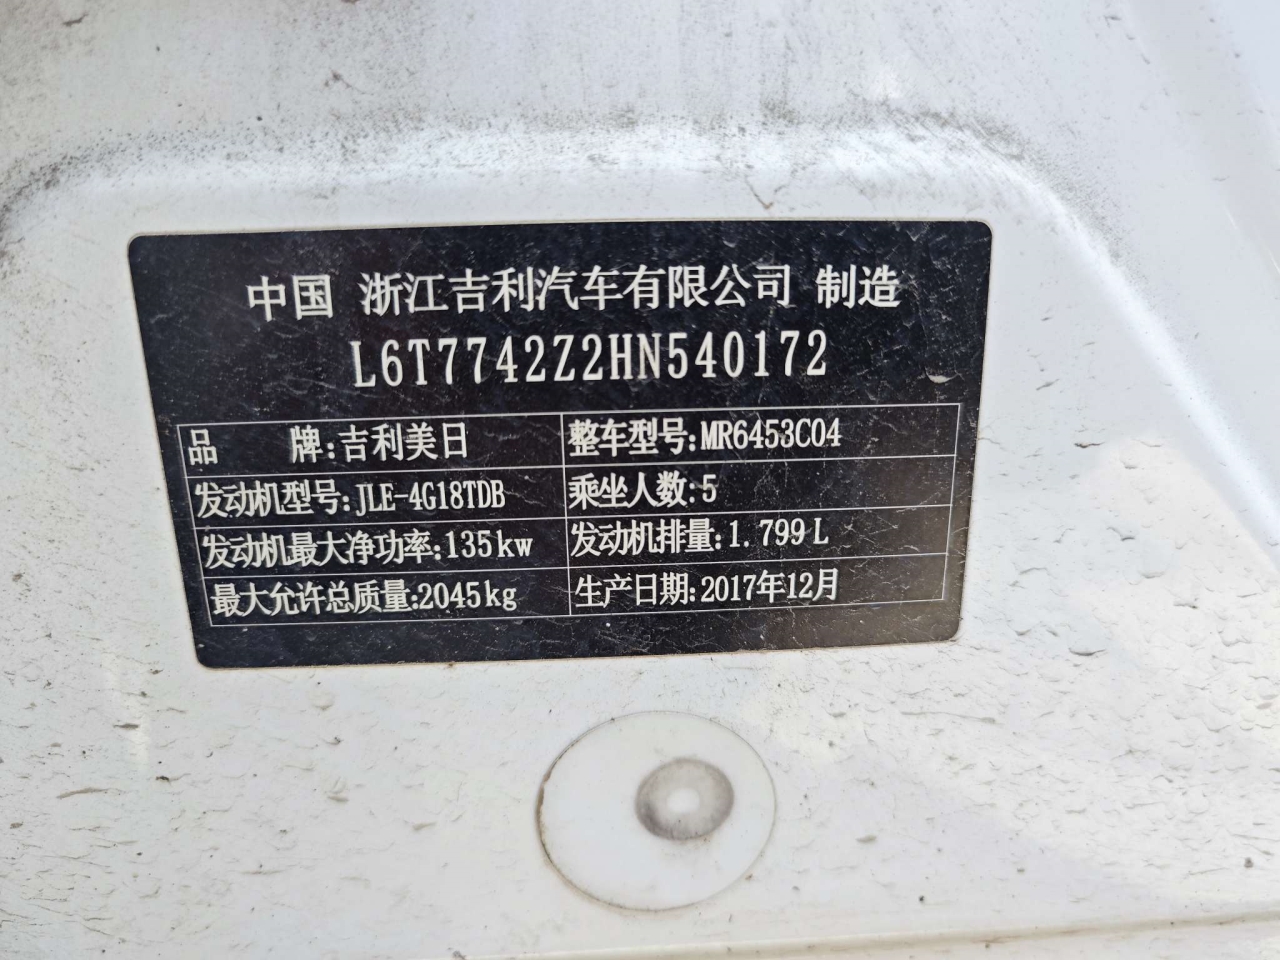 中国 浙江吉利汽车有限公司 制造
L6T7742Z2HN540172
品 牌:吉利美日 整车型号:MR6453C04
发动机型号:JLE-4G18TDB 乘坐人数:5
发动机最大净功率:135kw 发动机排量:1.799L
最大允许总质量:2045kg 生产日期:2017年12月